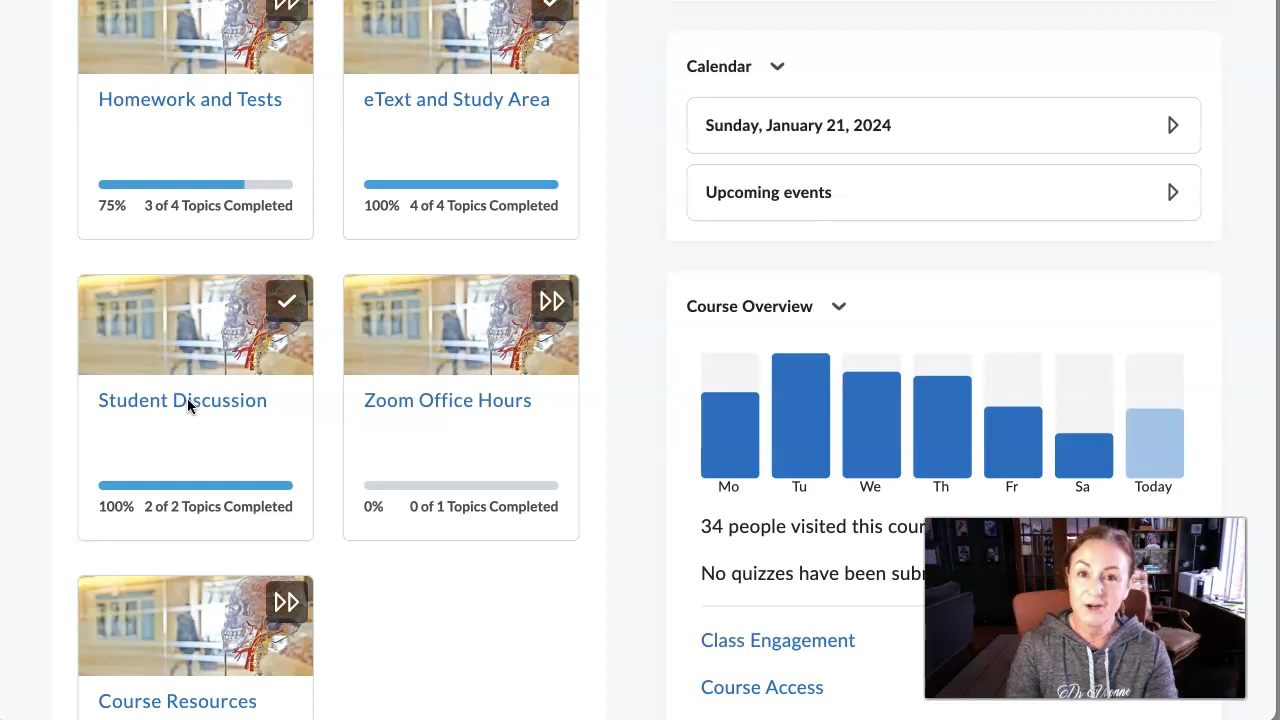 Homework and Tests
75% 3 of 4 Topics Completed
eText and Study Area
100% 4 of 4 Topics Completed
Student Discussion
100% 2 of 2 Topics Completed
Zoom Office Hours
0% 0 of 1 Topics Completed
Course Resources
Calendar
Sunday, January 21, 2024
Upcoming events
Course Overview
Mo Tu We Th Fr Sa Today
34 people visited this cour
No quizzes have been subr
Class Engagement
Course Access
Dr Yvonne